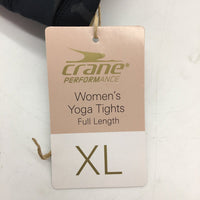 crane
PERFORMANCE
Women's
Yoga Tights
Full Length
XL